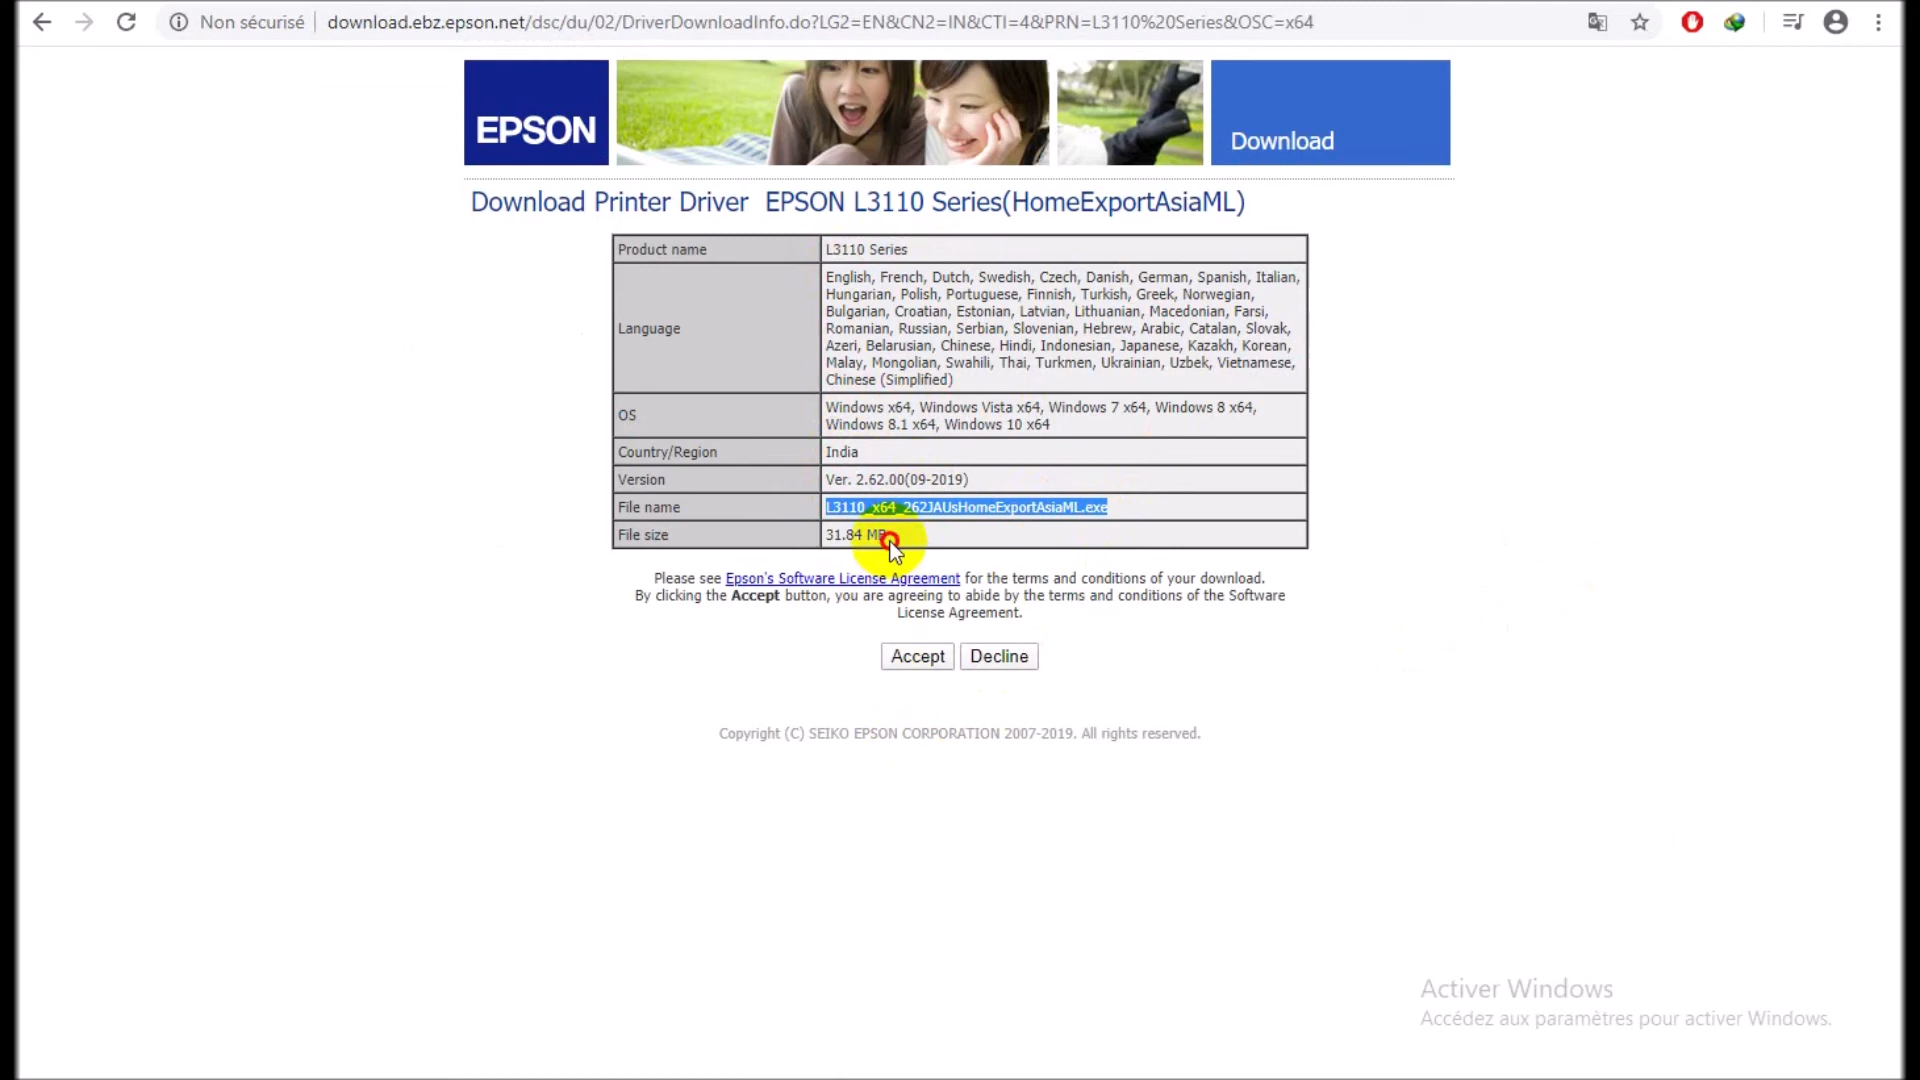 Non sécurisé
download.ebz.epson.net/dsc/du/02/DriverDownloadInfo.do?LG2=EN&CN2=IN&CTI=4&PRN=L3110%20Series&OSC=x64
EPSON
Download
Download Printer Driver EPSON L3110 Series(HomeExportAsiaML)
Product name
L3110 Series
Language
English, French, Dutch, Swedish, Czech, Danish, German, Spanish, Italian,
Hungarian, Polish, Portuguese, Finnish, Turkish, Greek, Norwegian,
Bulgarian, Croatian, Estonian, Latvian, Lithuanian, Macedonian, Farsi,
Romanian, Russian, Serbian, Slovenian, Hebrew, Arabic, Catalan, Slovak,
Azeri, Belarusian, Chinese, Hindi, Indonesian, Japanese, Kazakh, Korean,
Malay, Mongolian, Swahili, Thai, Turkmen, Ukrainian, Uzbek, Vietnamese,
Chinese (Simplified)
OS
Windows x64, Windows Vista x64, Windows 7 x64, Windows 8 x64,
Windows 8.1 x64, Windows 10 x64
Country/Region
India
Version
Ver. 2.62.00(09-2019)
File name
L3110_x64_262JAUsHomeExportAsiaML.exe
File size
31.84 MB
Please see Epson's Software License Agreement for the terms and conditions of your download.
By clicking the Accept button, you are agreeing to abide by the terms and conditions of the Software
License Agreement.
Accept
Decline
Copyright (C) SEIKO EPSON CORPORATION 2007-2019. All rights reserved.
Activer Windows
Accédez aux paramètres pour activer Windows.